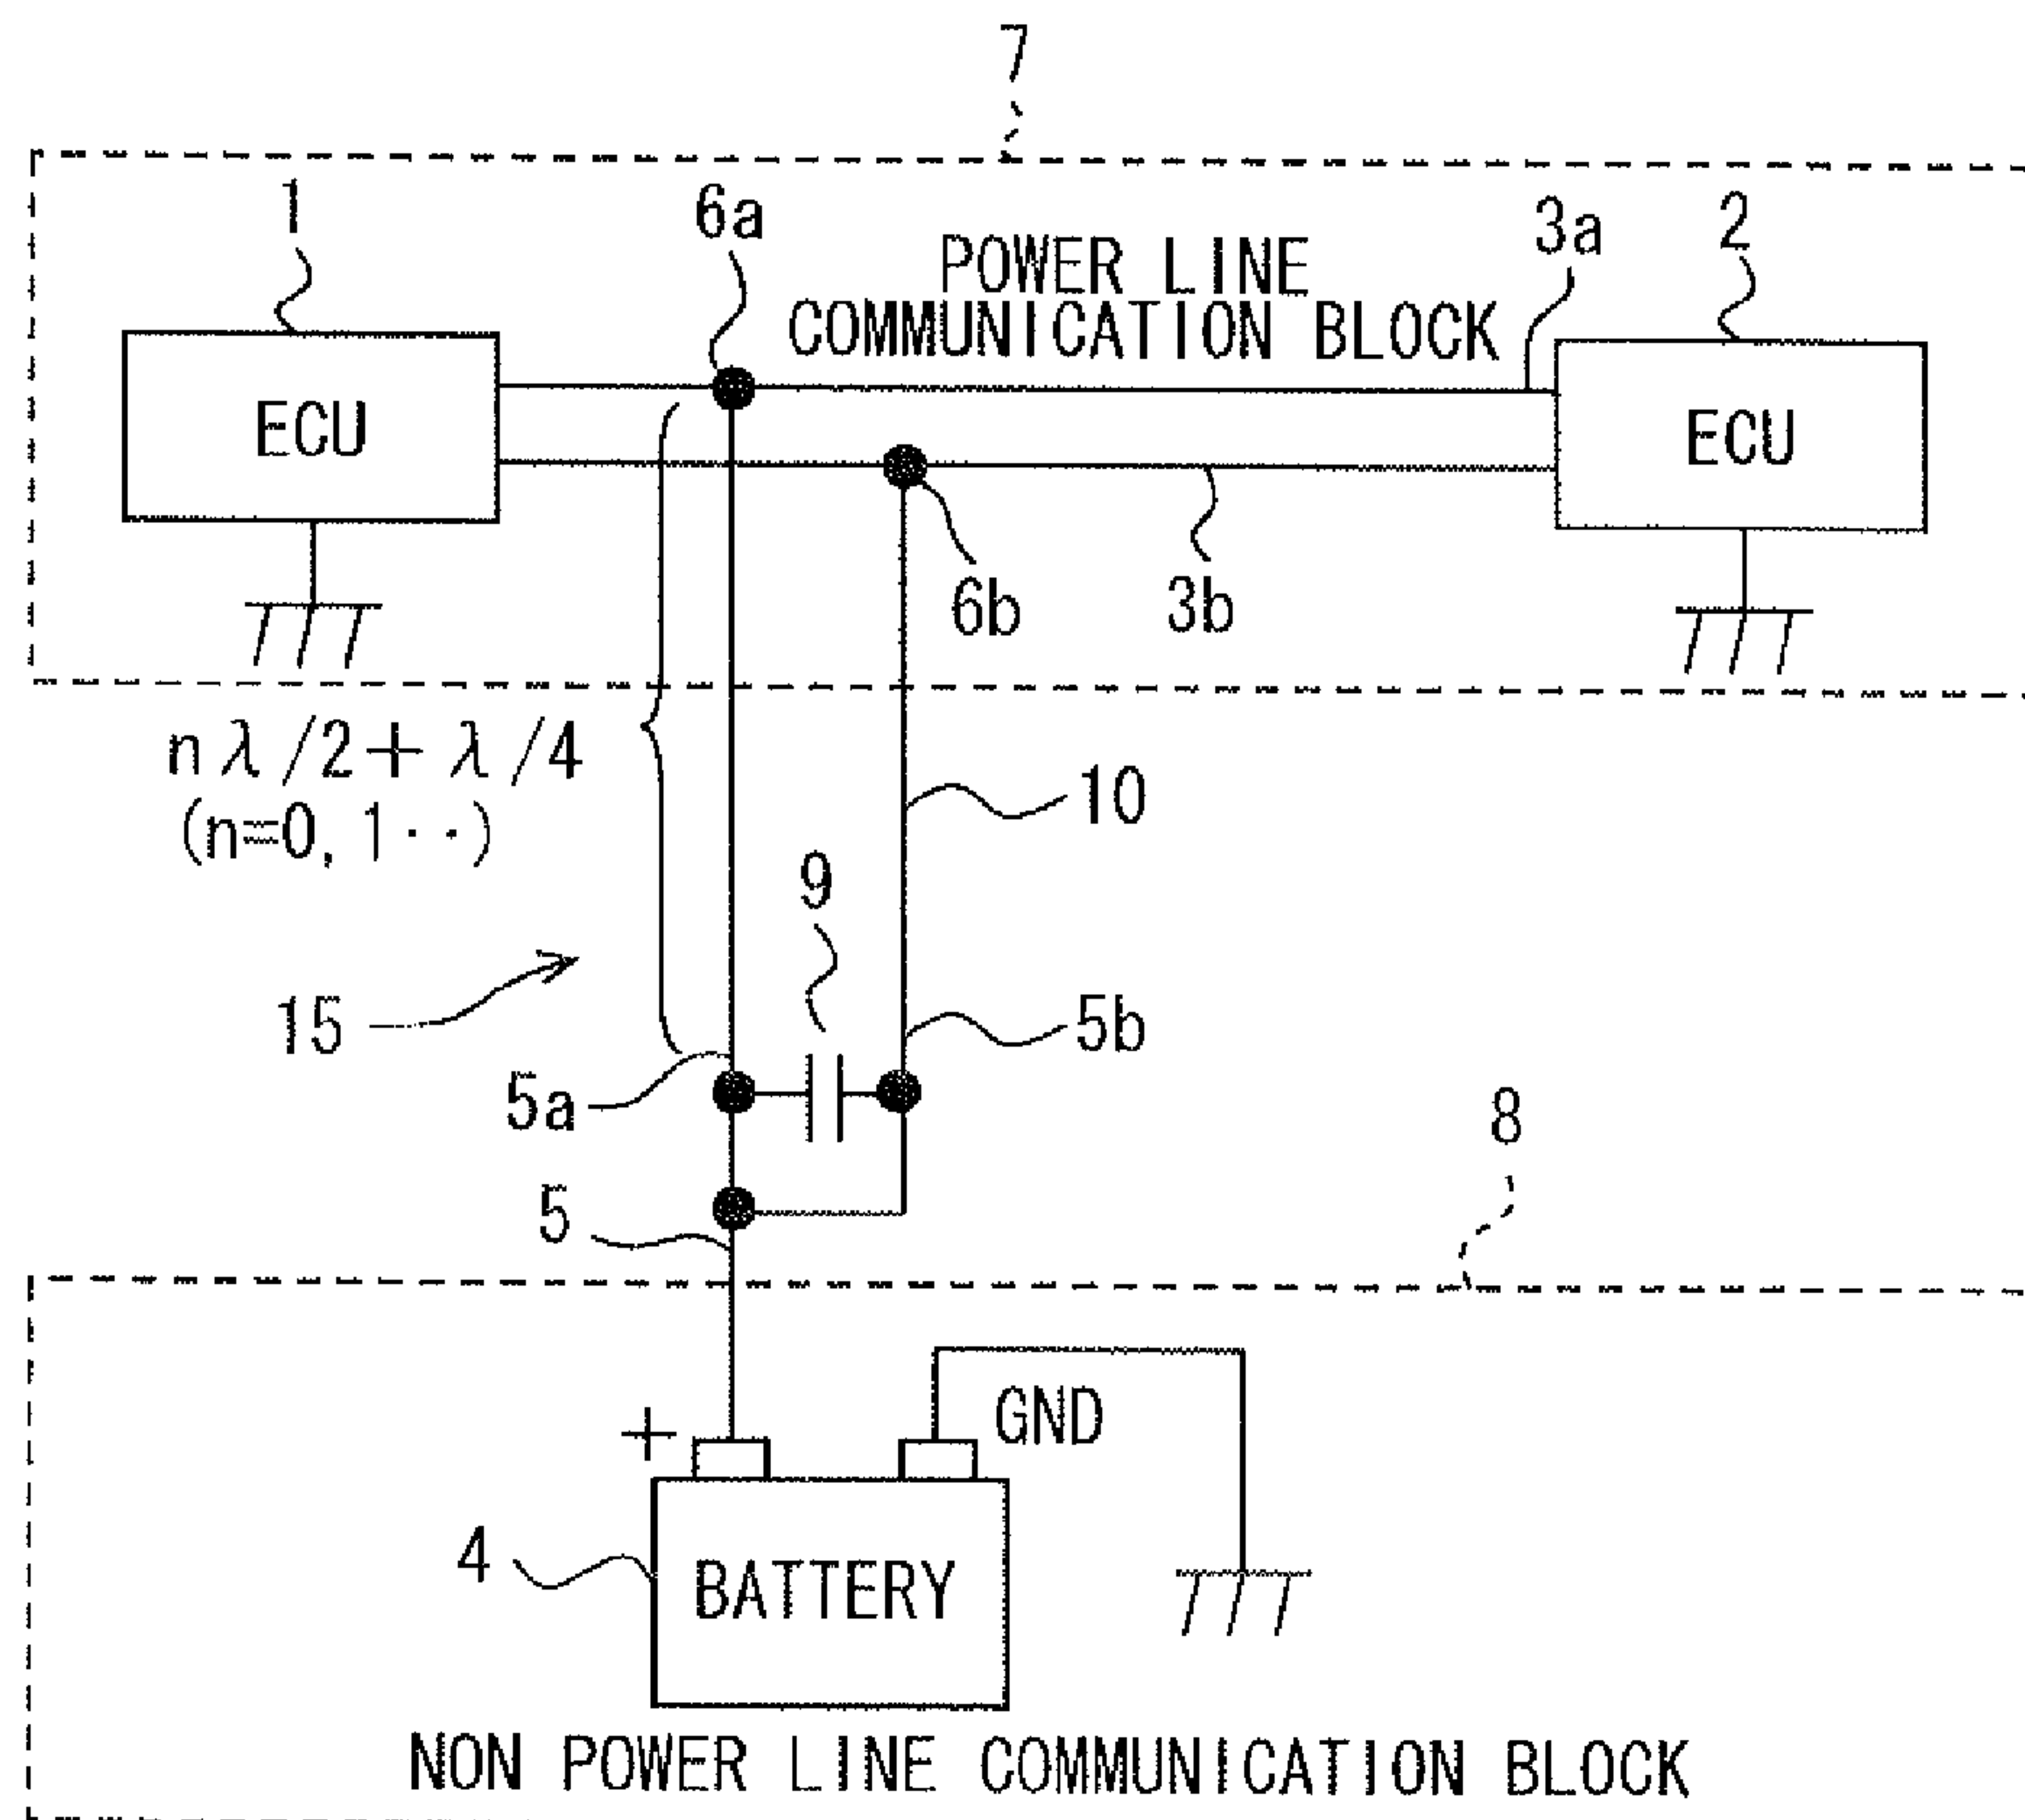 7
1
6a
POWER LINE
COMMUNICATION BLOCK
3a
2
ECU
ECU
6b
3b
nλ/2+λ/4
(n=0, 1··)
10
9
15
5a
5b
8
5
+
GND
4
BATTERY
NON POWER LINE COMMUNICATION BLOCK